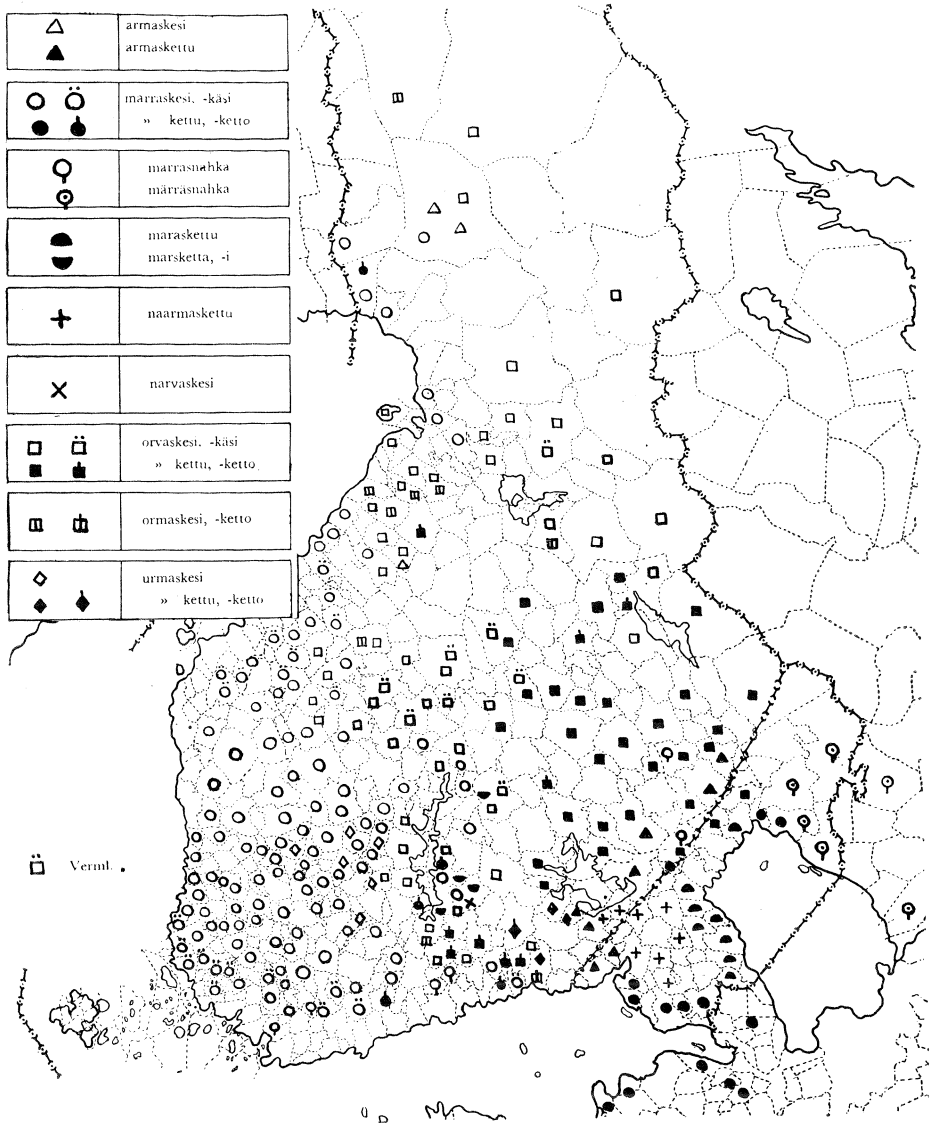 armaskesi
armaskettu
marraskesi, -käsi
» kettu, -ketto
marrasnahka
märräsnahka
maraskettu
marsketta, -i
naarmaskettu
narvaskesi
orvaskesi, -käsi
» kettu, -ketto
ormaskesi, -ketto
urmaskesi
» kettu, -ketto
Verml.